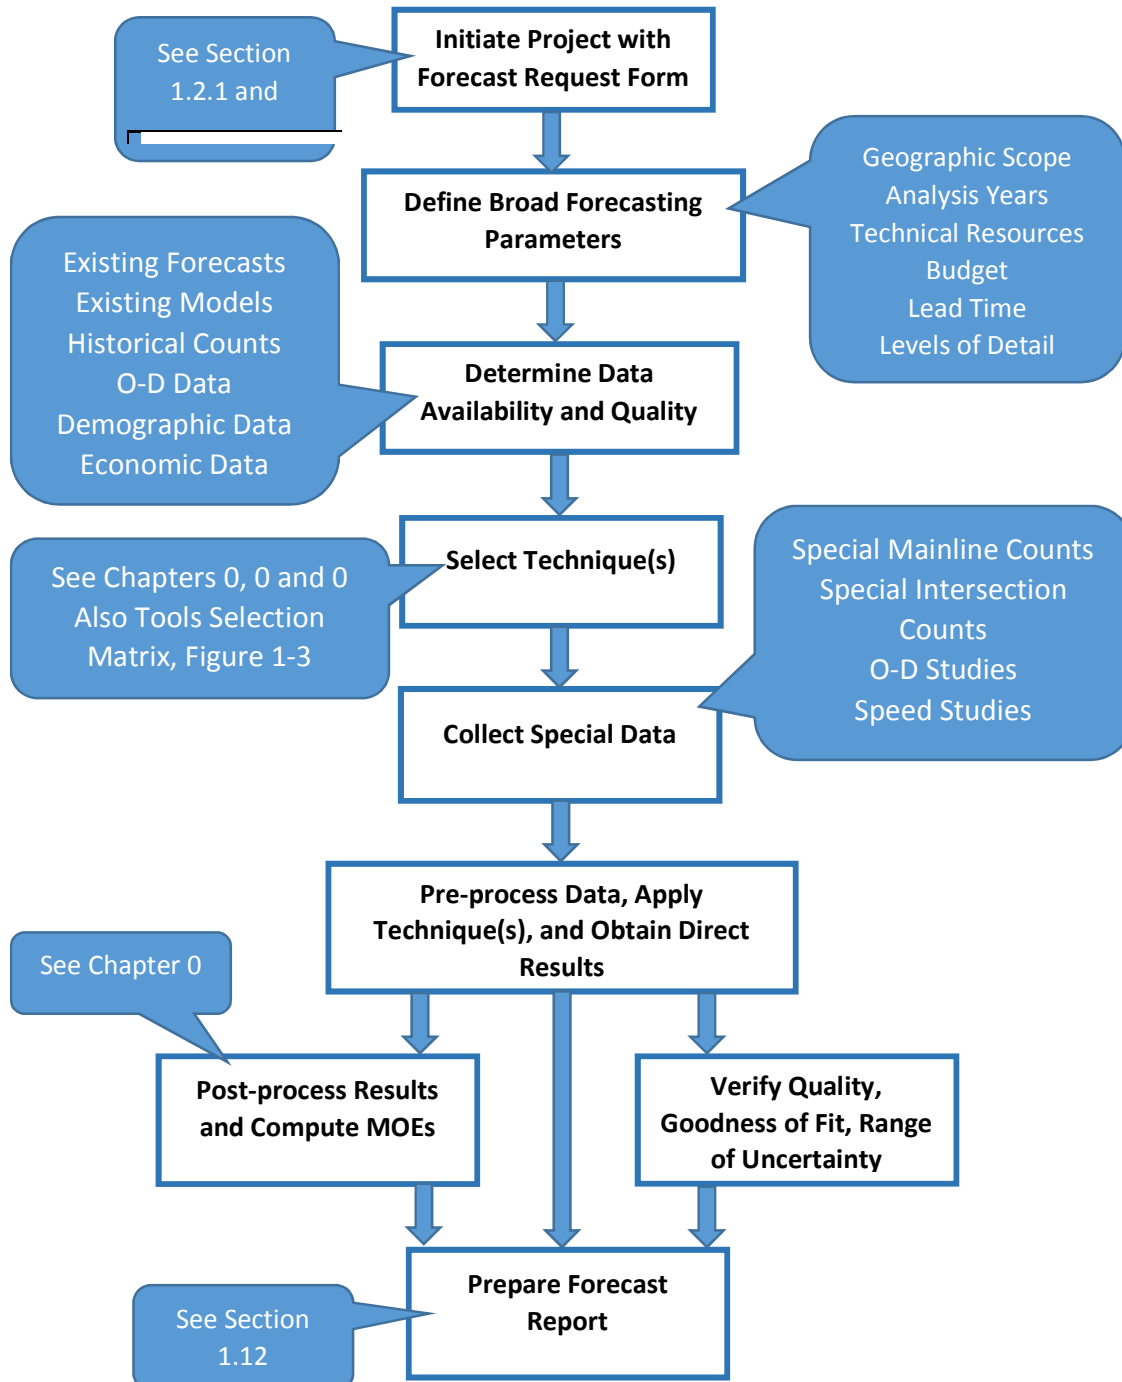 Initiate Project with
Forecast Request Form
See Section
1.2.1 and
Define Broad Forecasting
Parameters
Geographic Scope
Analysis Years
Technical Resources
Budget
Lead Time
Levels of Detail
Existing Forecasts
Existing Models
Historical Counts
O-D Data
Demographic Data
Economic Data
Determine Data
Availability and Quality
Select Technique(s)
See Chapters 0, 0 and 0
Also Tools Selection
Matrix, Figure 1-3
Special Mainline Counts
Special Intersection
Counts
O-D Studies
Speed Studies
Collect Special Data
Pre-process Data, Apply
Technique(s), and Obtain Direct
Results
See Chapter 0
Post-process Results
and Compute MOEs
Verify Quality,
Goodness of Fit, Range
of Uncertainty
Prepare Forecast
Report
See Section
1.12